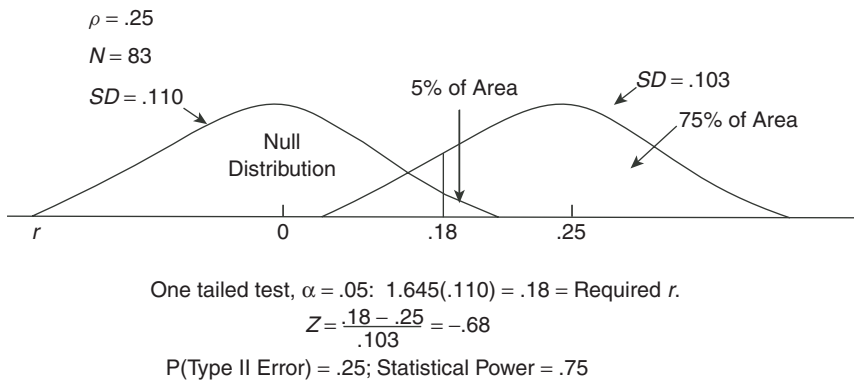 ρ = .25
N = 83
SD = .110
5% of Area
SD = .103
75% of Area
Null
Distribution
r
0
.18
.25
One tailed test, α = .05: 1.645(.110) = .18 = Required r.
Z = .18 – .25 / .103 = –.68
P(Type II Error) = .25; Statistical Power = .75